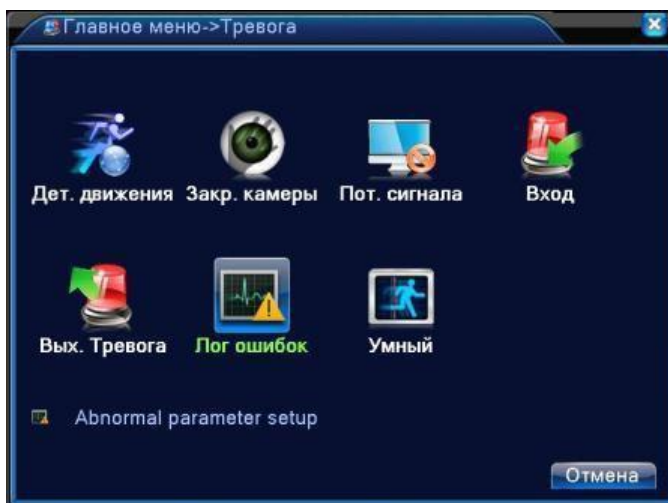 Главное меню->Тревога
Дет. движения Закр. камеры Пот. сигнала Вход
Вых. Тревога Лог ошибок Умный
Abnormal parameter setup
Отмена